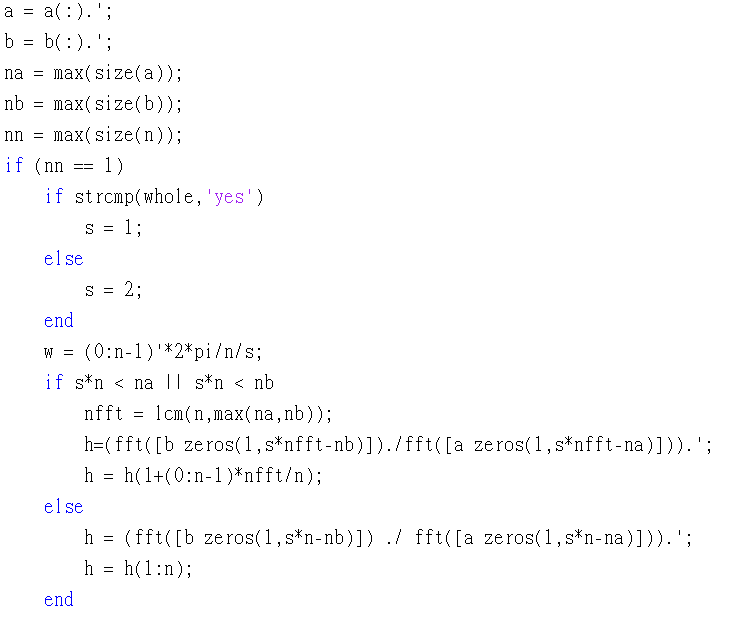 a = a(:).';
b = b(:).';
na = max(size(a));
nb = max(size(b));
nn = max(size(n));
if (nn == 1)
    if strcmp(whole,'yes')
        s = 1;
    else
        s = 2;
    end
    w = (0:n-1)'*2*pi/n/s;
    if s*n < na || s*n < nb
        nfft = lcm(n,max(na,nb));
        h=(fft([b zeros(1,s*nfft-nb)])./fft([a zeros(1,s*nfft-na)])).';
        h = h(1+(0:n-1)*nfft/n);
    else
        h = (fft([b zeros(1,s*n-nb)]) ./ fft([a zeros(1,s*n-na)])).';
        h = h(1:n);
    end